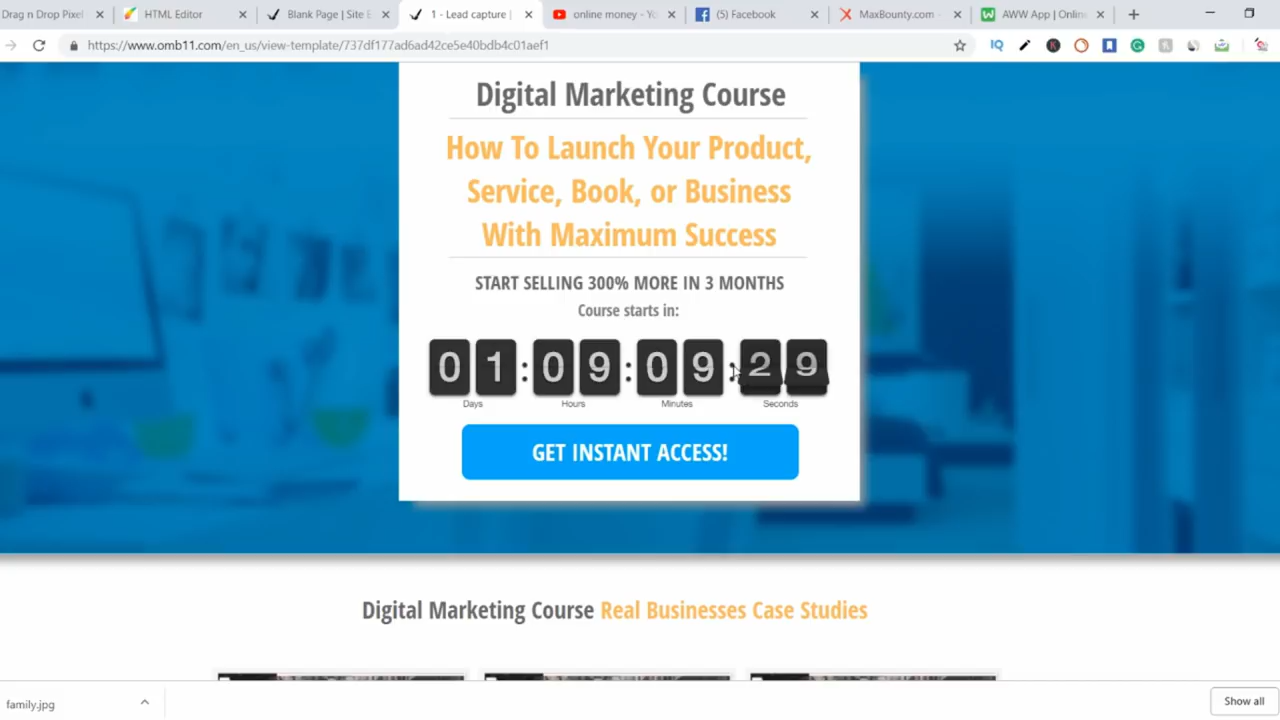 Drag n Drop Pixel
HTML Editor
Blank Page | Site E
1 - Lead capture |
online money - Yo
(5) Facebook
MaxBounty.com -
AWW App | Online
https://www.omb11.com/en_us/view-template/737df177ad6ad42ce5e40bdb4c01aef1
Digital Marketing Course
How To Launch Your Product,
Service, Book, or Business
With Maximum Success
START SELLING 300% MORE IN 3 MONTHS
Course starts in:
01:09:09:29
Days Hours Minutes Seconds
GET INSTANT ACCESS!
Digital Marketing Course Real Businesses Case Studies
family.jpg
Show all